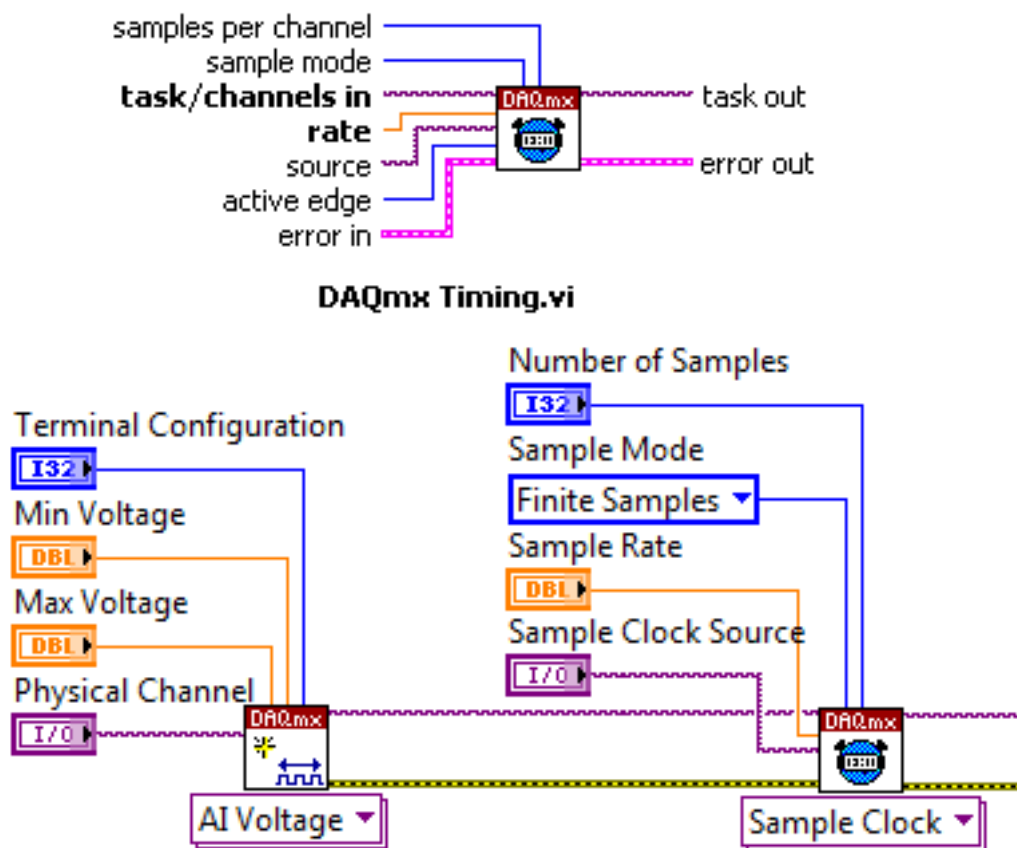 samples per channel
sample mode
task/channels in
rate
source
active edge
error in
DAQmx
task out
error out
DAQmx Timing.vi
Number of Samples
I32
Sample Mode
Finite Samples
Sample Rate
DBL
Sample Clock Source
I/O
Terminal Configuration
I32
Min Voltage
DBL
Max Voltage
DBL
Physical Channel
I/O
DAQmx
AI Voltage
DAQmx
Sample Clock